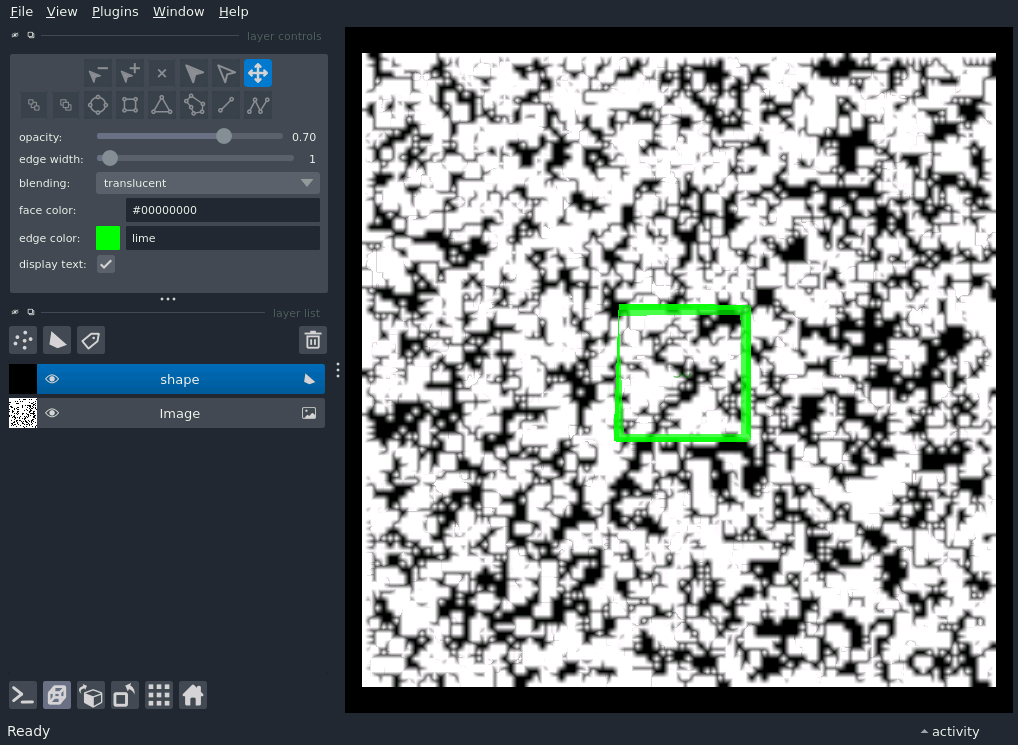 File View Plugins Window Help
layer controls
opacity: 0.70
edge width: 1
blending: translucent
face color: #00000000
edge color: lime
display text:
layer list
shape
Image
Ready
activity